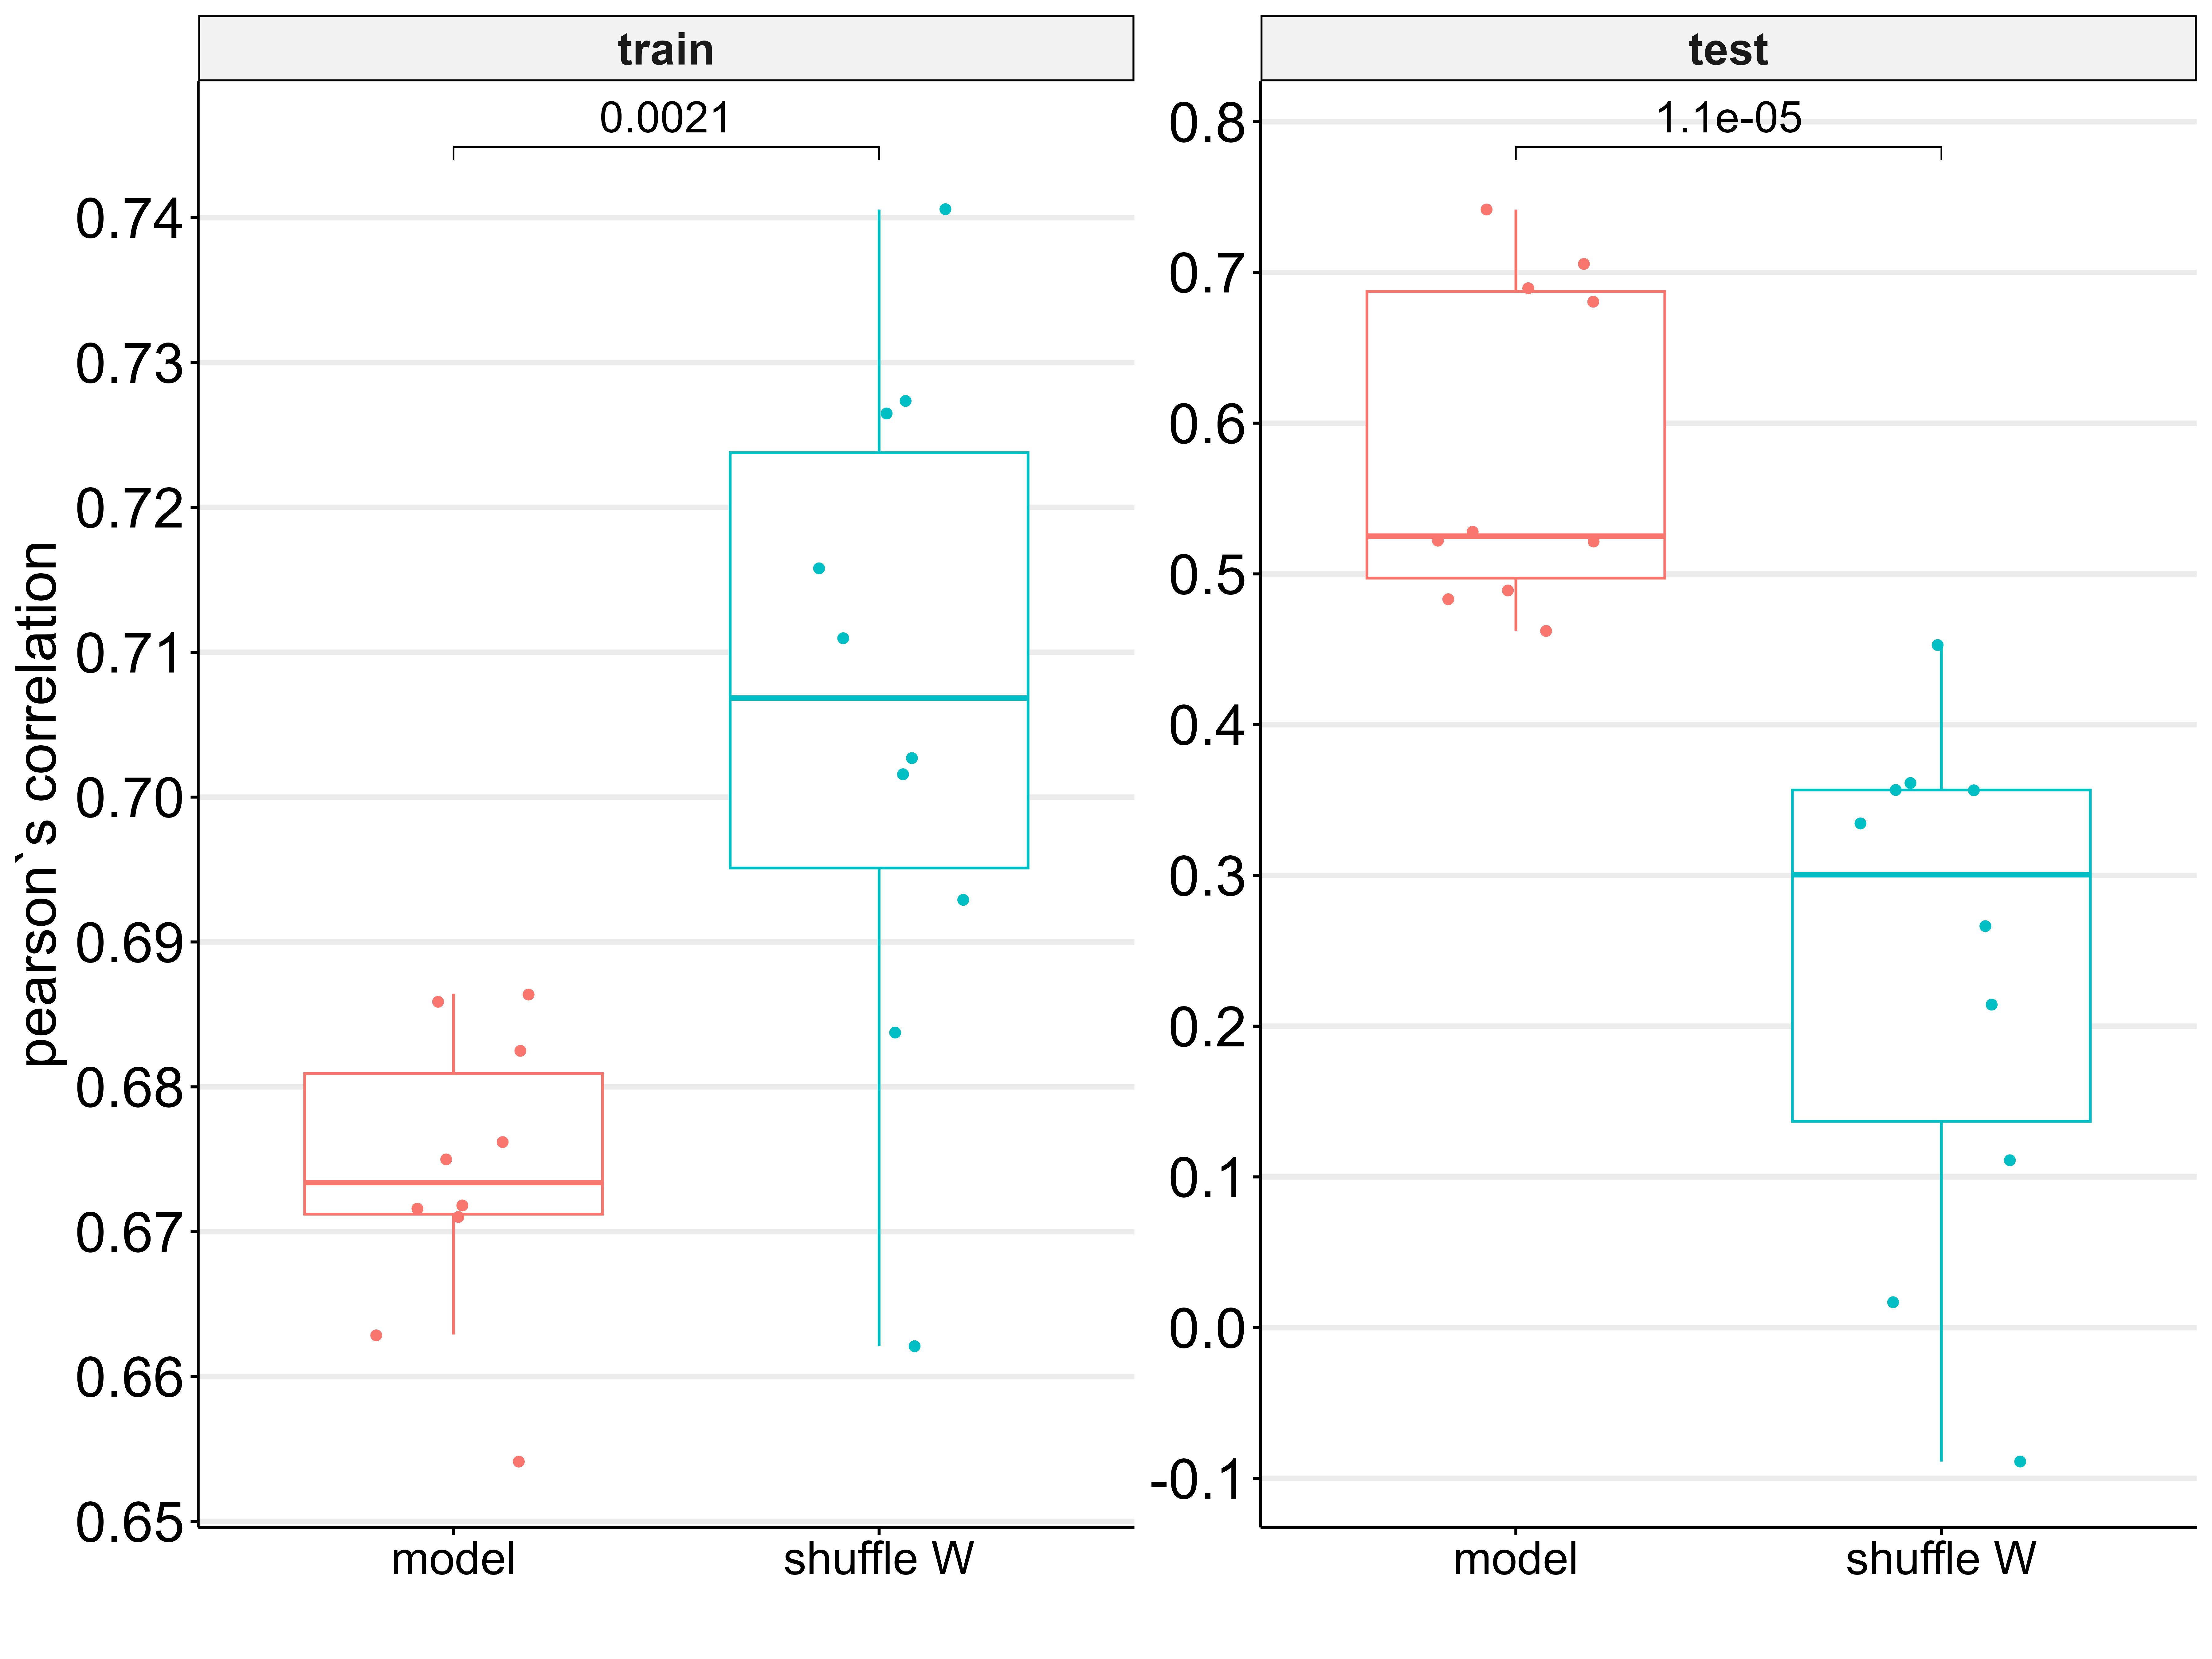 train
test
0.0021
1.1e-05
pearson`s correlation
0.74
0.73
0.72
0.71
0.70
0.69
0.68
0.67
0.66
0.65
0.8
0.7
0.6
0.5
0.4
0.3
0.2
0.1
0.0
-0.1
model
shuffle W
model
shuffle W